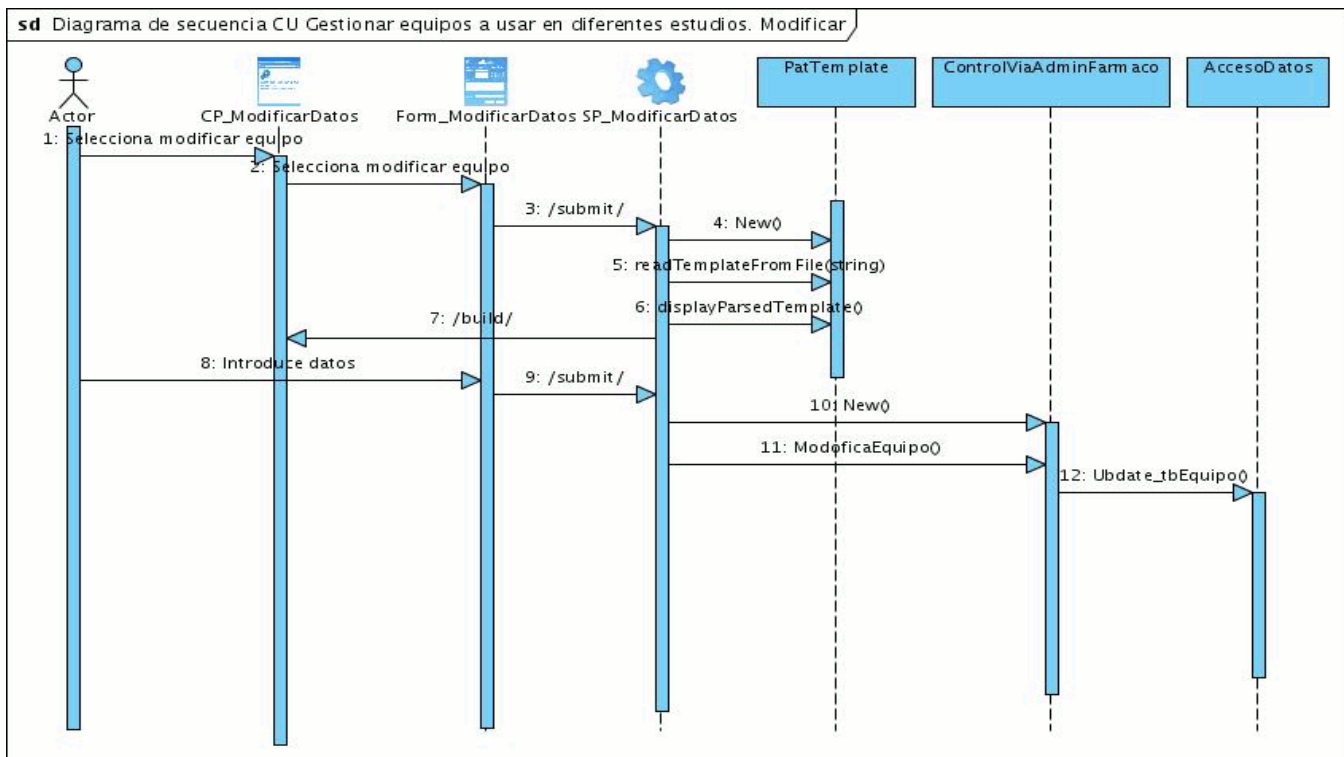 sd Diagrama de secuencia CU Gestionar equipos a usar en diferentes estudios. Modificar
PatTemplate
ControlViaAdminFarmaco
AccesoDatos
Actor
CP_ModificarDatos
Form_ModificarDatos
SP_ModificarDatos
1: Selecciona modificar equipo
2: Selecciona modificar equipo
3: /submit/
4: New()
5: readTemplateFromFile(string)
6: displayParsedTemplate()
7: /build/
8: Introduce datos
9: /submit/
10: New()
11: ModoficaEquipo()
12: Ubdate_tbEquipo()